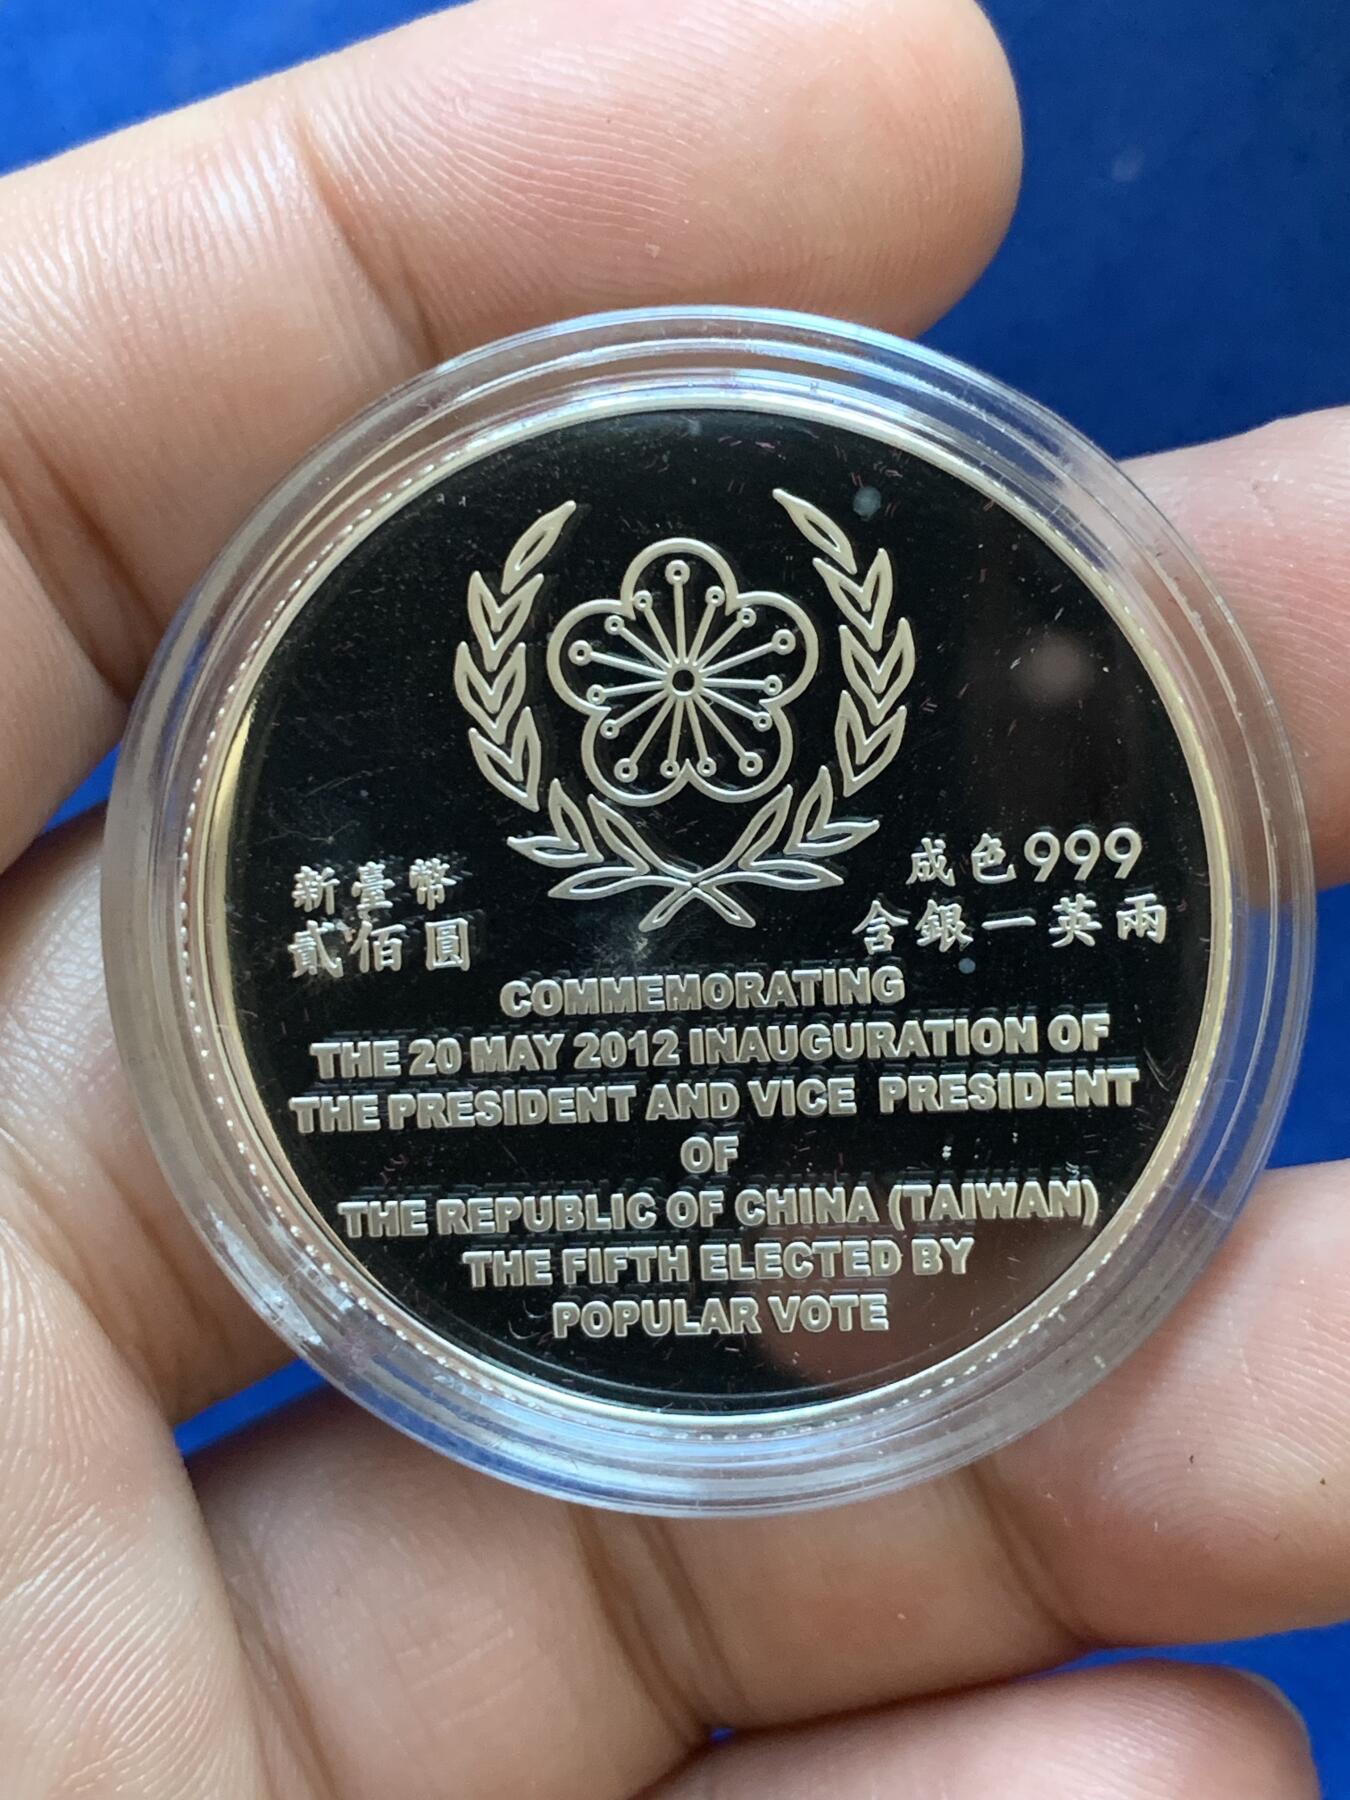 新臺幣
貳佰圓
成色999
含銀一英兩
COMMEMORATING
THE 20 MAY 2012 INAUGURATION OF
THE PRESIDENT AND VICE PRESIDENT
OF
THE REPUBLIC OF CHINA (TAIWAN)
THE FIFTH ELECTED BY
POPULAR VOTE